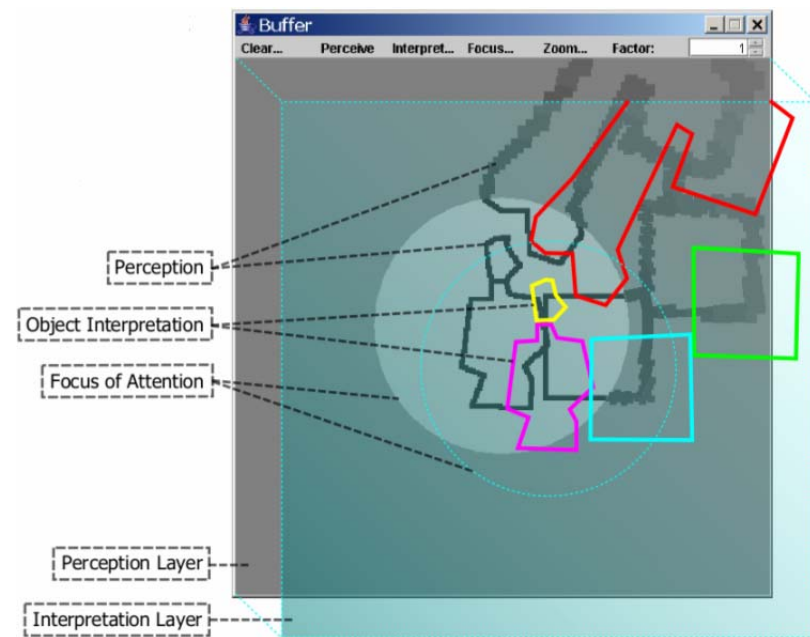 Buffer
Clear... Perceive Interpret... Focus... Zoom... Factor: 1
Perception
Object Interpretation
Focus of Attention
Perception Layer
Interpretation Layer